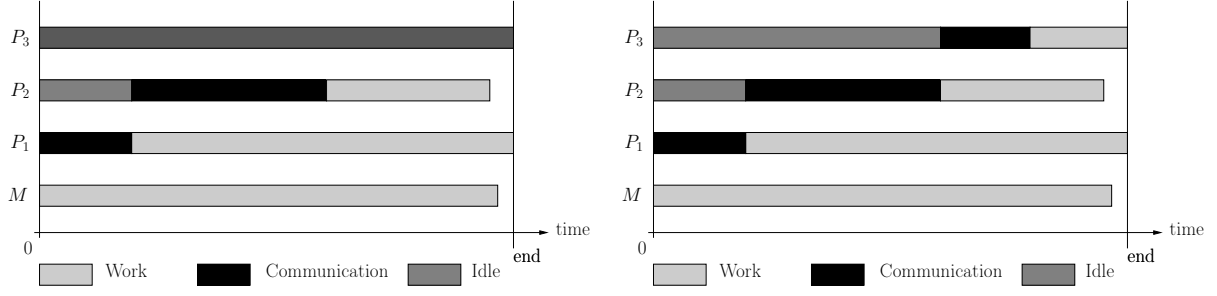 P3
P2
P1
M
0
time
end
Work
Communication
Idle
P3
P2
P1
M
0
time
end
Work
Communication
Idle